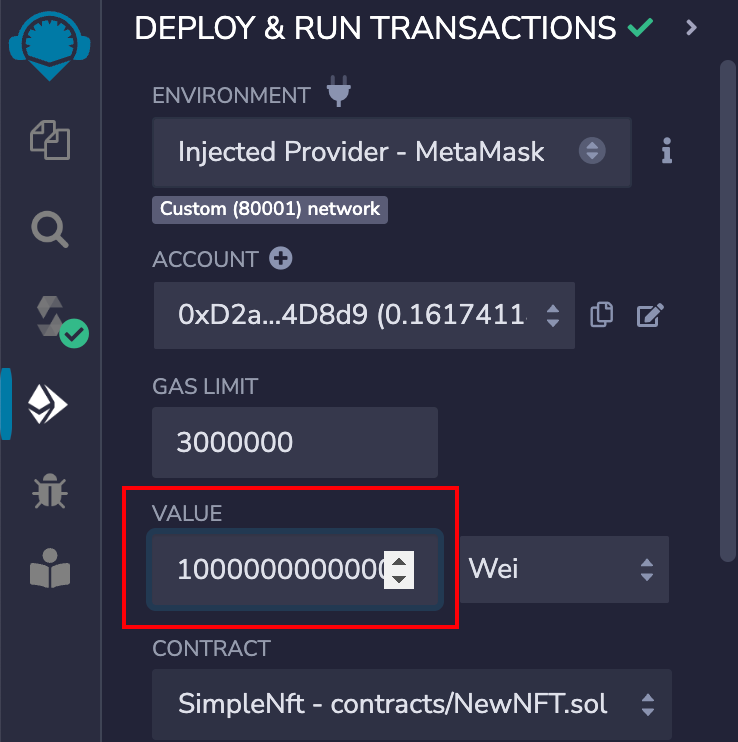 DEPLOY & RUN TRANSACTIONS
ENVIRONMENT
Injected Provider - MetaMask
Custom (80001) network
ACCOUNT
0xD2a...4D8d9 (0.1617411
GAS LIMIT
3000000
VALUE
1000000000000 Wei
CONTRACT
SimpleNft - contracts/NewNFT.sol